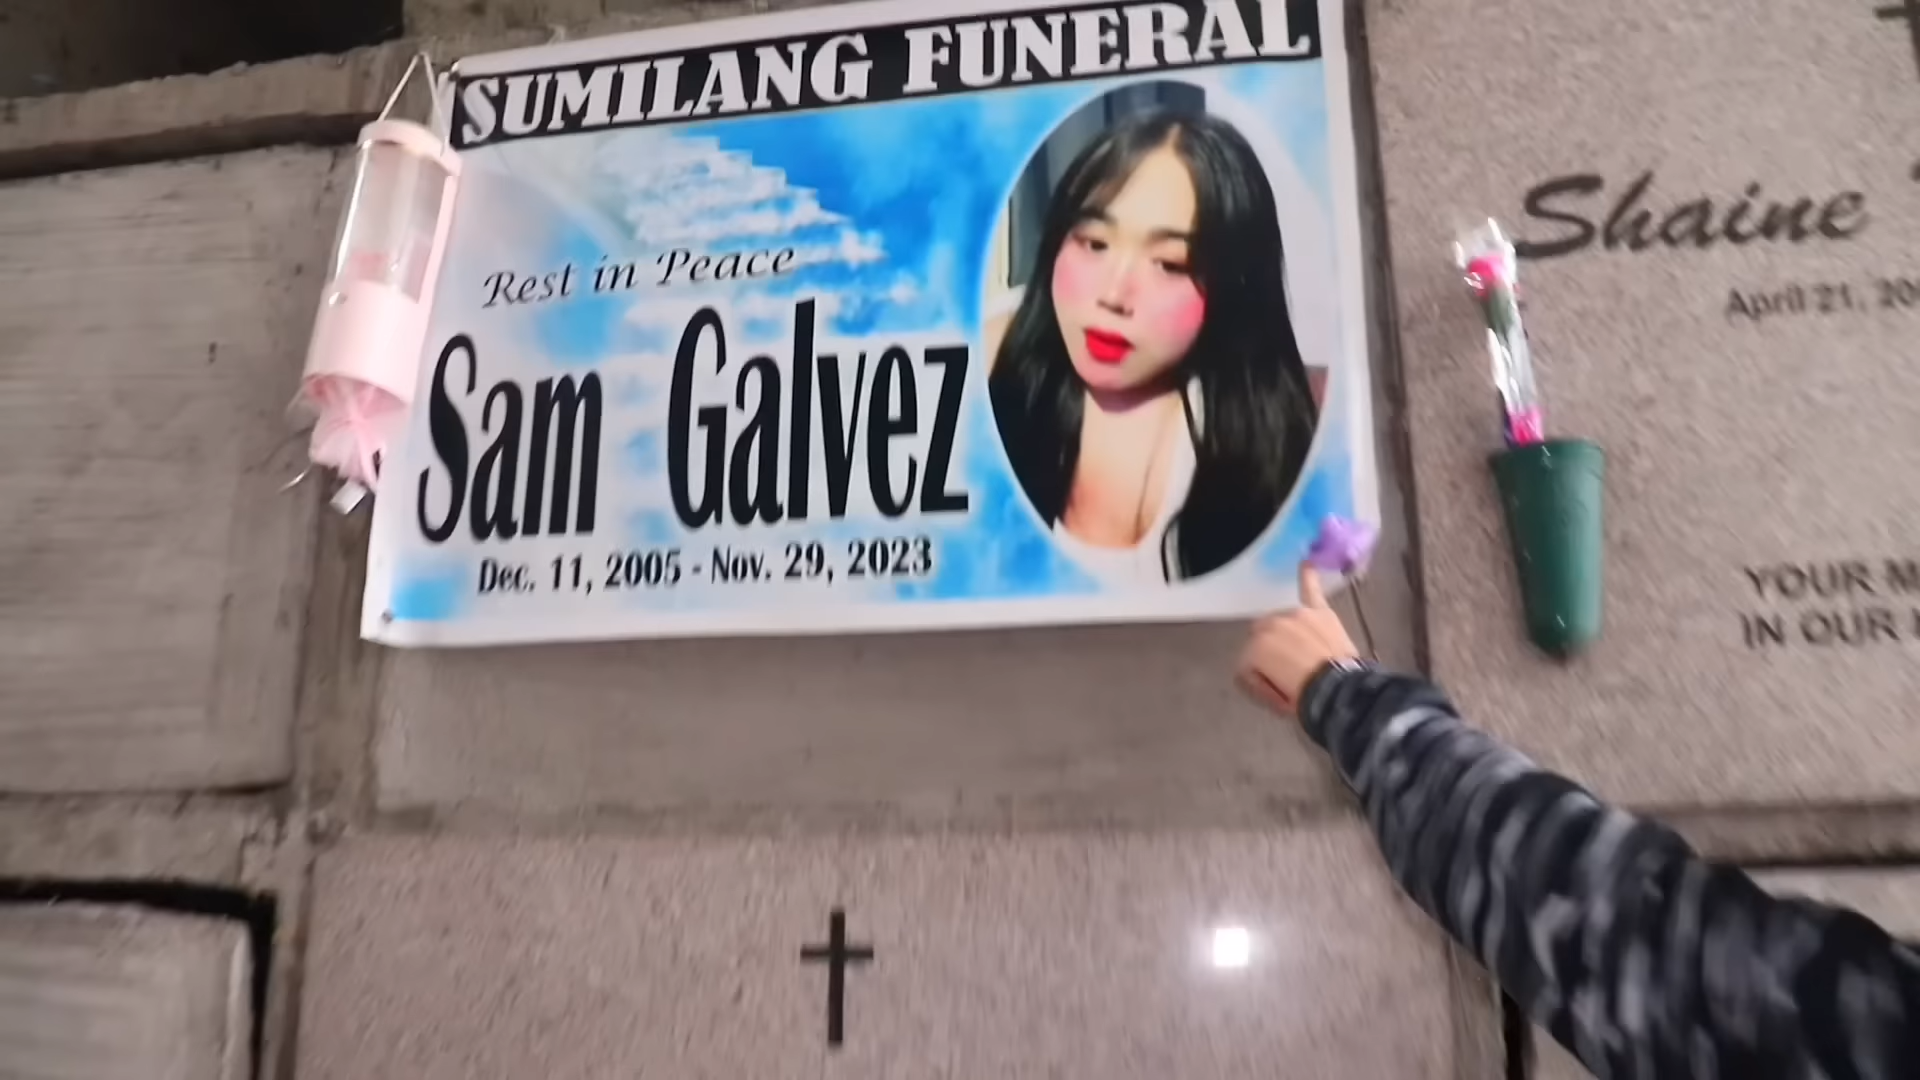 SUMILANG FUNERAL
Rest in Peace
Sam Galvez
Dec. 11, 2005 - Nov. 29, 2023
Shaine
April 21,
YOUR
IN OUR